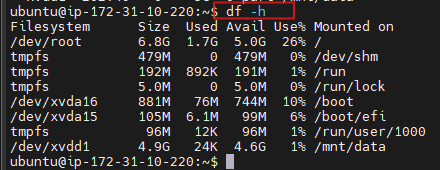 ubuntu@ip-172-31-10-220:~$ df -h
Filesystem      Size  Used Avail Use% Mounted on
/dev/root       6.8G  1.7G  5.0G  26% /
tmpfs           479M     0  479M   0% /dev/shm
tmpfs           192M  892K  191M   1% /run
tmpfs           5.0M     0  5.0M   0% /run/lock
/dev/xvda16     881M   76M  744M  10% /boot
/dev/xvda15     105M  6.1M   99M   6% /boot/efi
tmpfs            96M   12K   96M   1% /run/user/1000
/dev/xvdd1      4.9G   24K  4.6G   1% /mnt/data
ubuntu@ip-172-31-10-220:~$